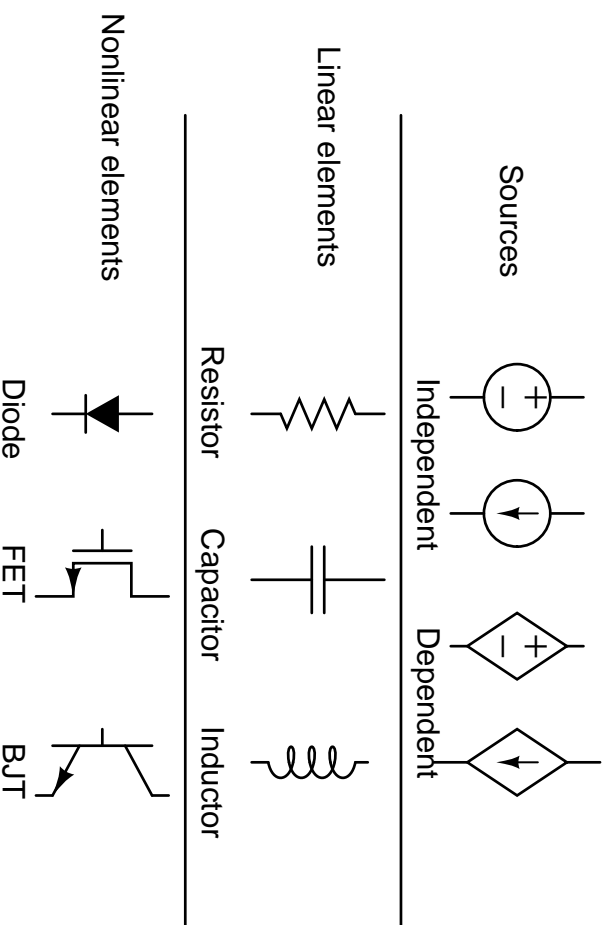 Sources
Independent
Dependent
Linear elements
Resistor
Capacitor
Inductor
Nonlinear elements
Diode
FET
BJT